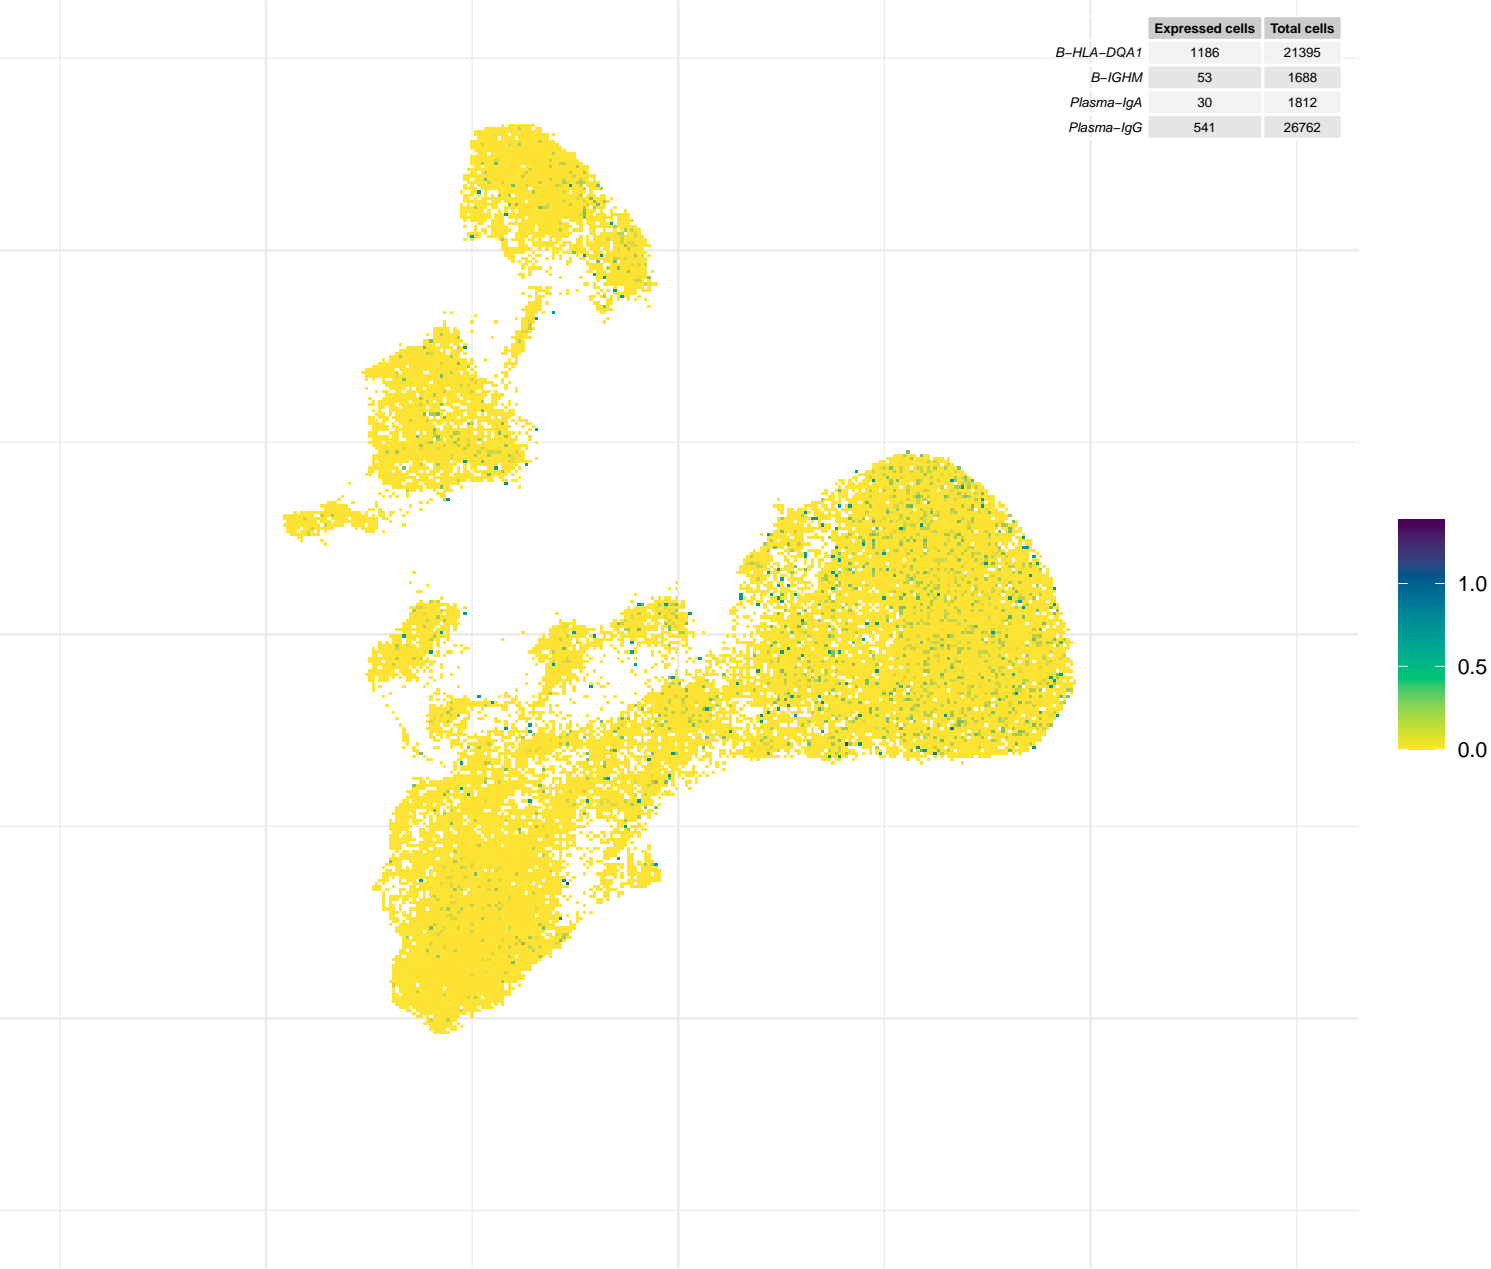 Expressed cells Total cells
B−HLA−DQA1 1186 21395
B−IGHM 53 1688
Plasma−IgA 30 1812
Plasma−IgG 541 26762
1.0
0.5
0.0